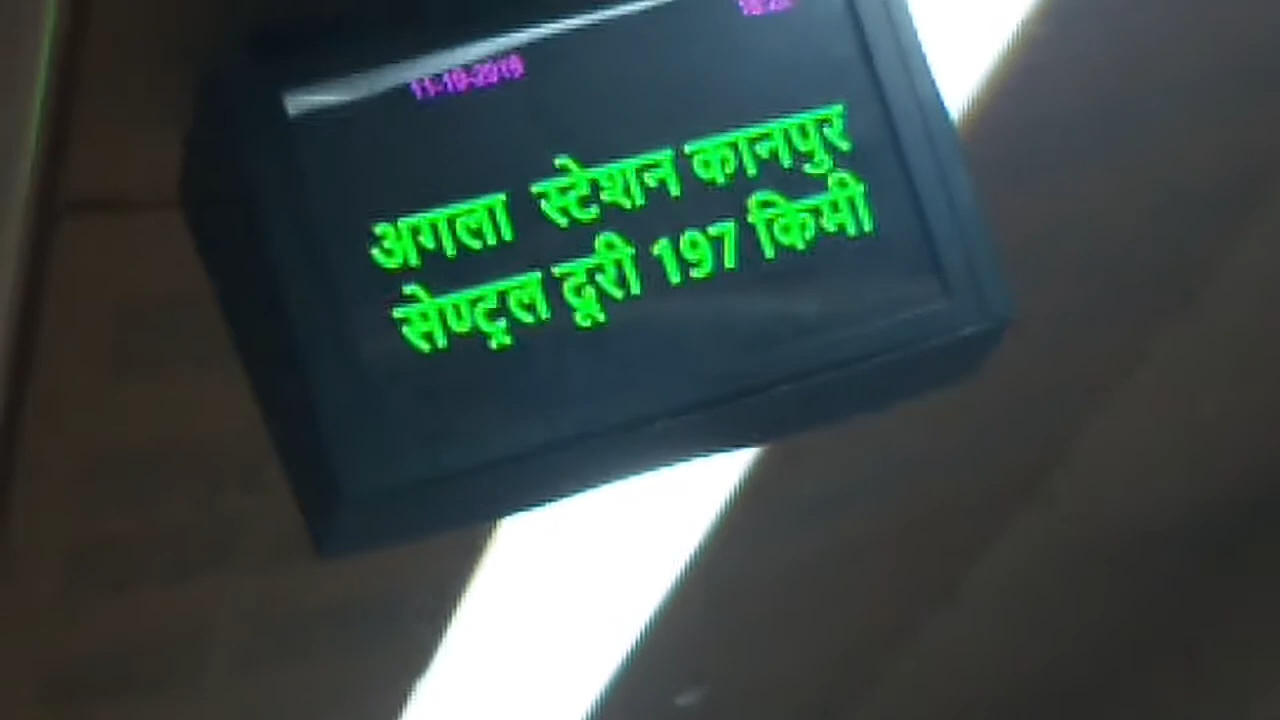 11-10-2019
अगला स्टेशन कानपुर
सेण्ट्रल दूरी 197 किमी